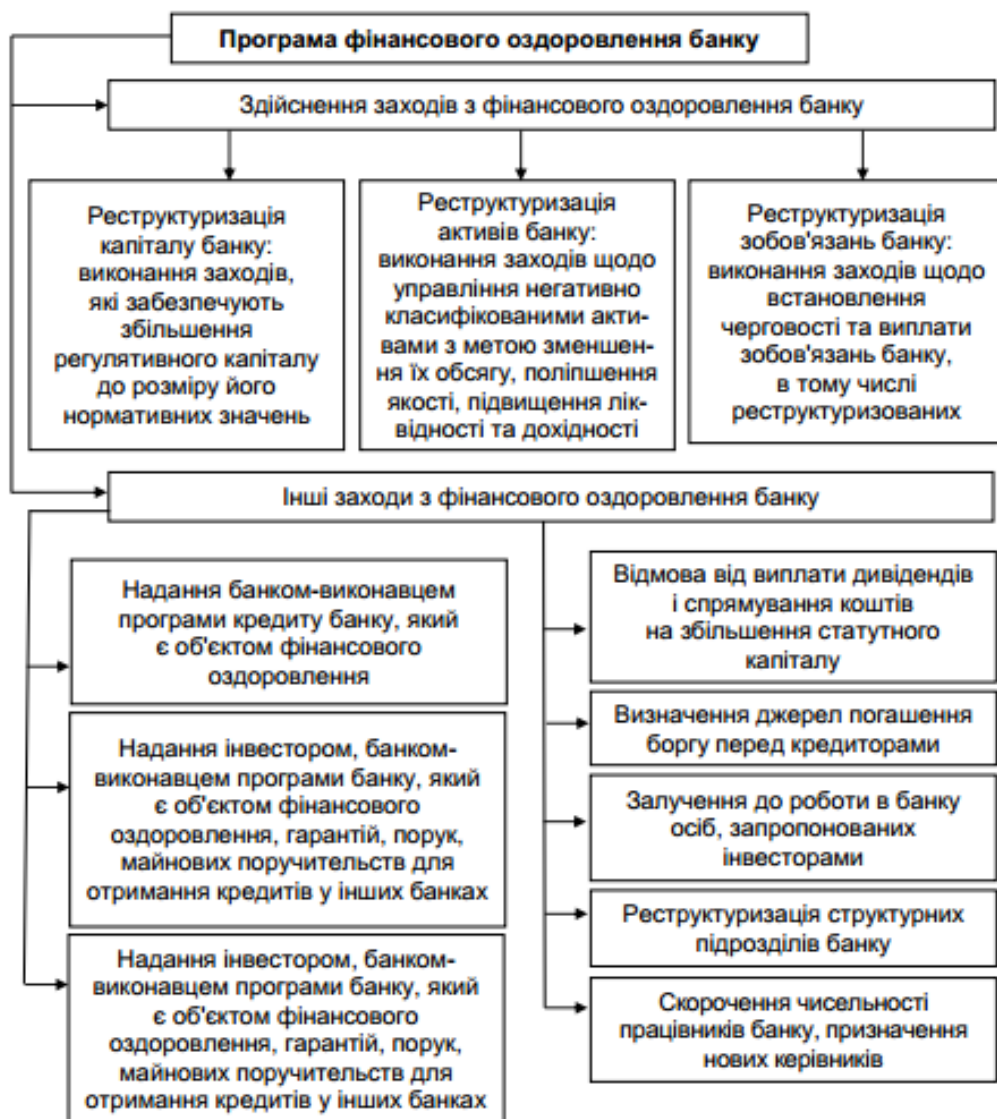 Програма фінансового оздоровлення банку
Здійснення заходів з фінансового оздоровлення банку
Реструктуризація
капіталу банку:
виконання заходів,
які забезпечують
збільшення
регулятивного капіталу
до розміру його
нормативних значень
Реструктуризація
активів банку:
виконання заходів щодо
управління негативно
класифікованими акти-
вами з метою зменшен-
ня їх обсягу, поліпшення
якості, підвищення лік-
відності та дохідності
Реструктуризація
зобов'язань банку:
виконання заходів щодо
встановлення
черговості та виплати
зобов'язань банку,
в тому числі
реструктуризованих
Інші заходи з фінансового оздоровлення банку
Надання банком-виконавцем
програми кредиту банку, який
є об'єктом фінансового
оздоровлення
Надання інвестором, банком-
виконавцем програми банку, який
є об'єктом фінансового
оздоровлення, гарантій, порук,
майнових поручительств для
отримання кредитів у інших банках
Надання інвестором, банком-
виконавцем програми банку, який
є об'єктом фінансового
оздоровлення, гарантій, порук,
майнових поручительств для
отримання кредитів у інших банках
Відмова від виплати дивідендів
і спрямування коштів
на збільшення статутного
капіталу
Визначення джерел погашення
боргу перед кредиторами
Залучення до роботи в банку
осіб, запропонованих
інвесторами
Реструктуризація структурних
підрозділів банку
Скорочення чисельності
працівників банку, призначення
нових керівників